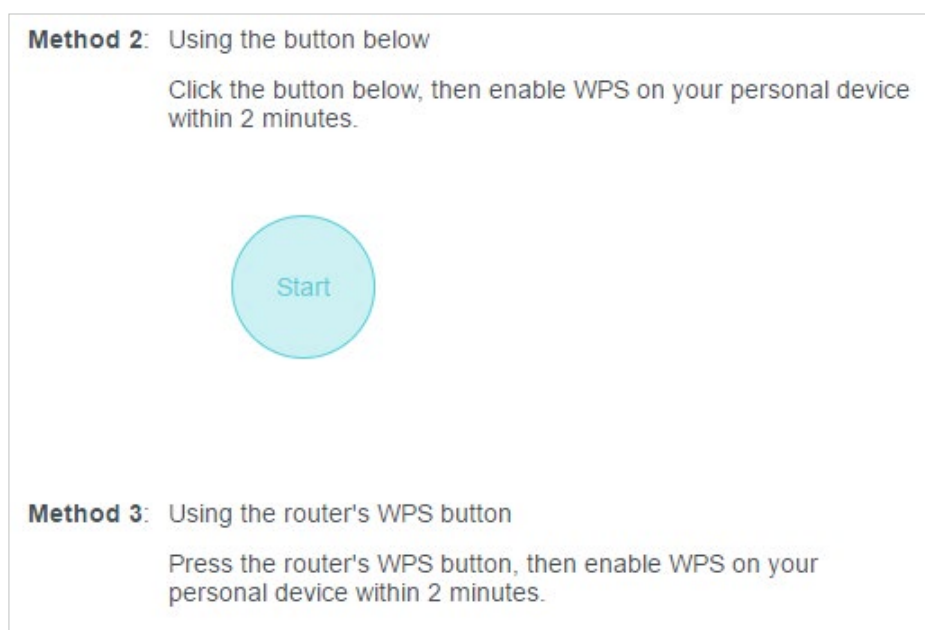 Method 2: Using the button below
Click the button below, then enable WPS on your personal device
within 2 minutes.
Start
Method 3: Using the router's WPS button
Press the router's WPS button, then enable WPS on your
personal device within 2 minutes.